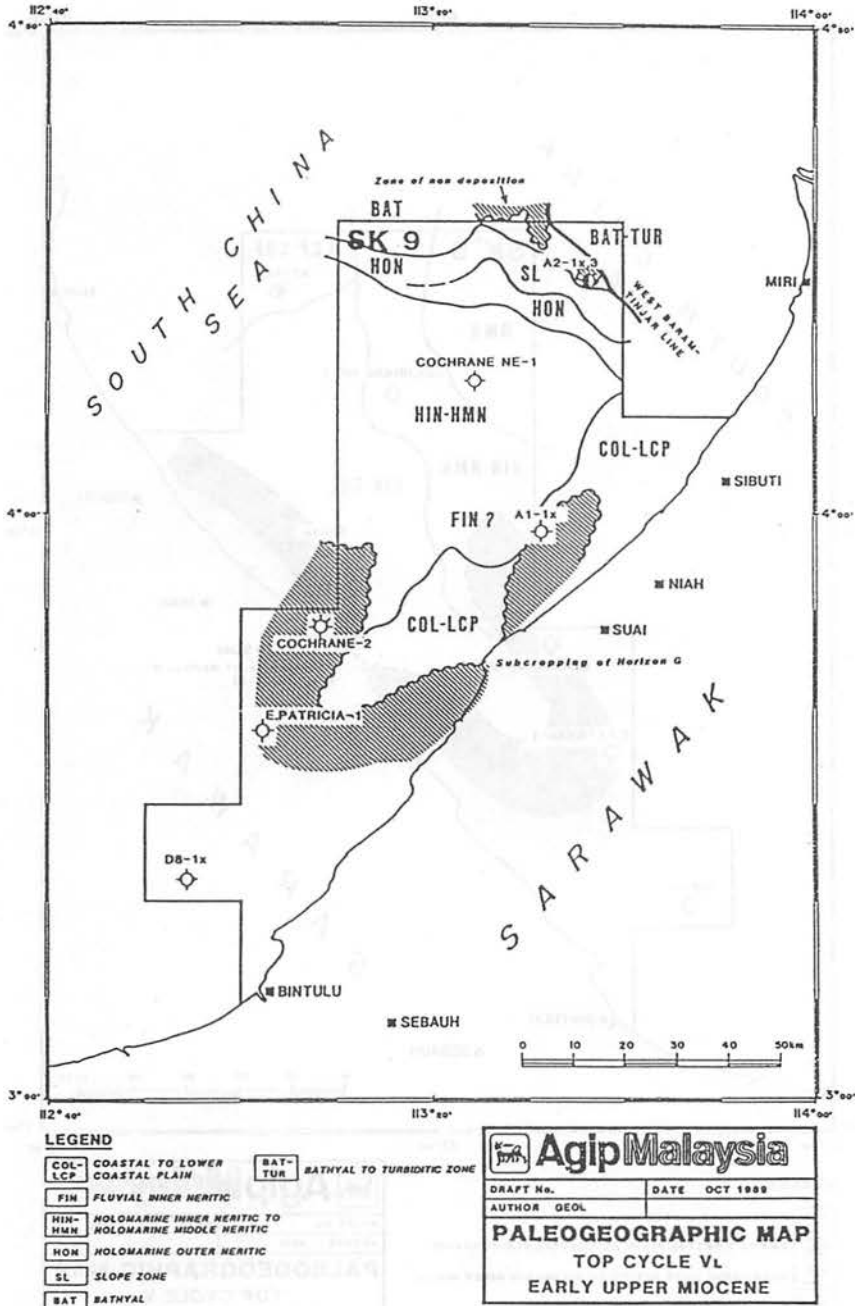 112°40'
113°20'
114°00'
4°50'
4°50'
SOUTH CHINA
SEA
Zone of non deposition
BAT
SK 9
BAT-TUR
HON
A2-1x,3
SL
MIRI
HON
WEST BARAM-
TINJAR LINE
COCHRANE NE-1
HIN-HMN
COL-LCP
SIBUTI
4°00'
4°00'
A1-1x
FIN ?
NIAH
COL-LCP
SUAI
COCHRANE-2
Subcropping of Horizon G
E.PATRICIA-1
SARAWAK
D8-1x
BINTULU
SEBAUH
0 10 20 30 50km
3°00'
3°00'
112°40'
113°20'
114°00'
LEGEND
COL-LCP COASTAL TO LOWER COASTAL PLAIN
BAT-TUR BATHYAL TO TURBIDITIC ZONE
FIN FLUVIAL INNER NERITIC
HIN-HMN HOLOMARINE INNER NERITIC TO HOLOMARINE MIDDLE NERITIC
HON HOLOMARINE OUTER NERITIC
SL SLOPE ZONE
BAT BATHYAL
Agip Malaysia
DRAFT No.
DATE OCT 1989
AUTHOR GEOL
PALEOGEOGRAPHIC MAP
TOP CYCLE VL
EARLY UPPER MIOCENE